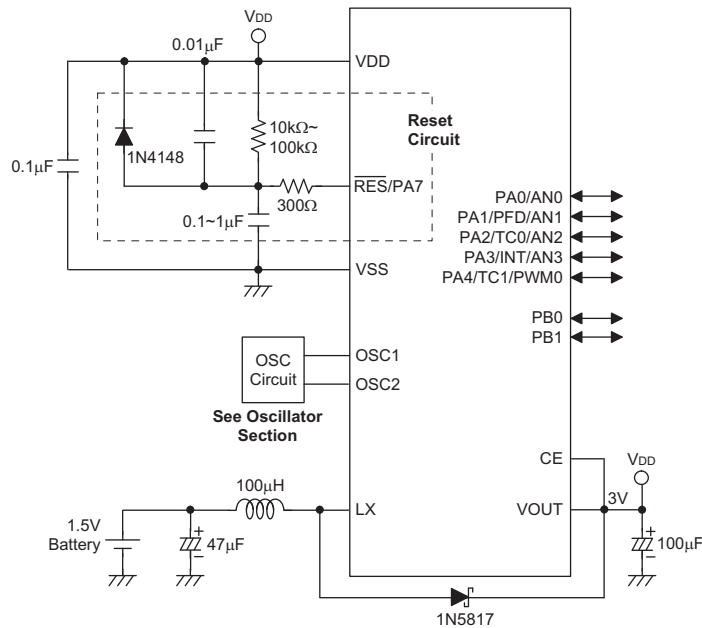 VDD
0.01μF
VDD
Reset
Circuit
10kΩ~
100kΩ
1N4148
0.1μF
RES/PA7
300Ω
0.1~1μF
VSS
PA0/AN0
PA1/PFD/AN1
PA2/TC0/AN2
PA3/INT/AN3
PA4/TC1/PWM0
PB0
PB1
OSC
Circuit
OSC1
OSC2
See Oscillator
Section
CE
VDD
100μH
LX
VOUT
3V
1.5V
Battery
47μF
100μF
1N5817